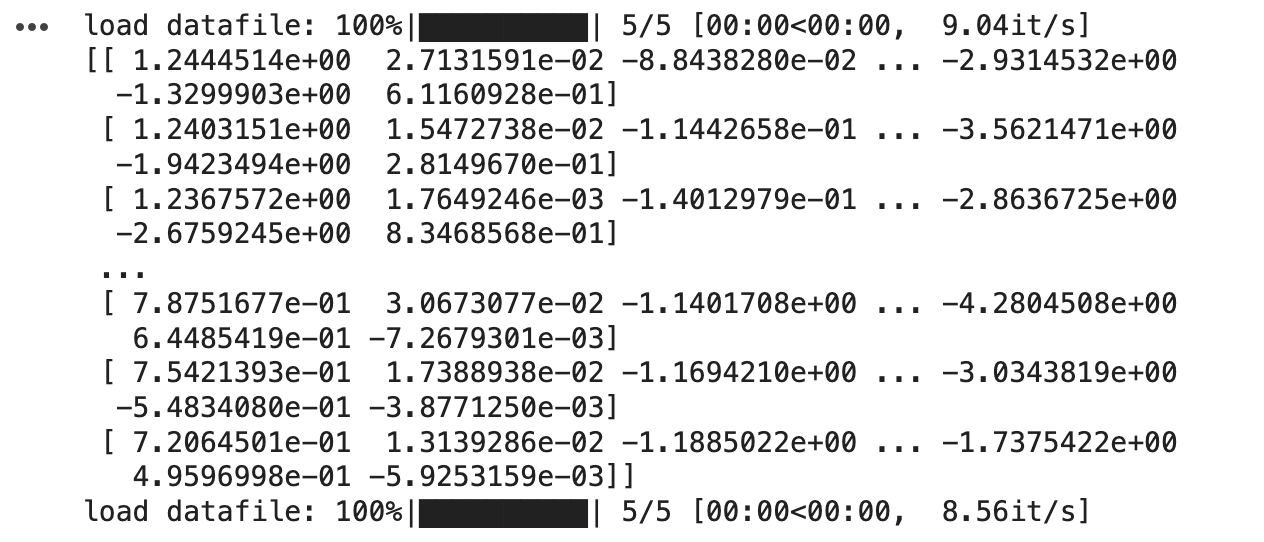 ••• load datafile: 100%|██████████| 5/5 [00:00<00:00,  9.04it/s]
[[ 1.2444514e+00  2.7131591e-02 -8.8438280e-02 ... -2.9314532e+00
  -1.3299903e+00  6.1160928e-01]
 [ 1.2403151e+00  1.5472738e-02 -1.1442658e-01 ... -3.5621471e+00
  -1.9423494e+00  2.8149670e-01]
 [ 1.2367572e+00  1.7649246e-03 -1.4012979e-01 ... -2.8636725e+00
  -2.6759245e+00  8.3468568e-01]
 ...
 [ 7.8751677e-01  3.0673077e-02 -1.1401708e+00 ... -4.2804508e+00
   6.4485419e-01 -7.2679301e-03]
 [ 7.5421393e-01  1.7388938e-02 -1.1694210e+00 ... -3.0343819e+00
  -5.4834080e-01 -3.8771250e-03]
 [ 7.2064501e-01  1.3139286e-02 -1.1885022e+00 ... -1.7375422e+00
   4.9596998e-01 -5.9253159e-03]]
load datafile: 100%|██████████| 5/5 [00:00<00:00,  8.56it/s]